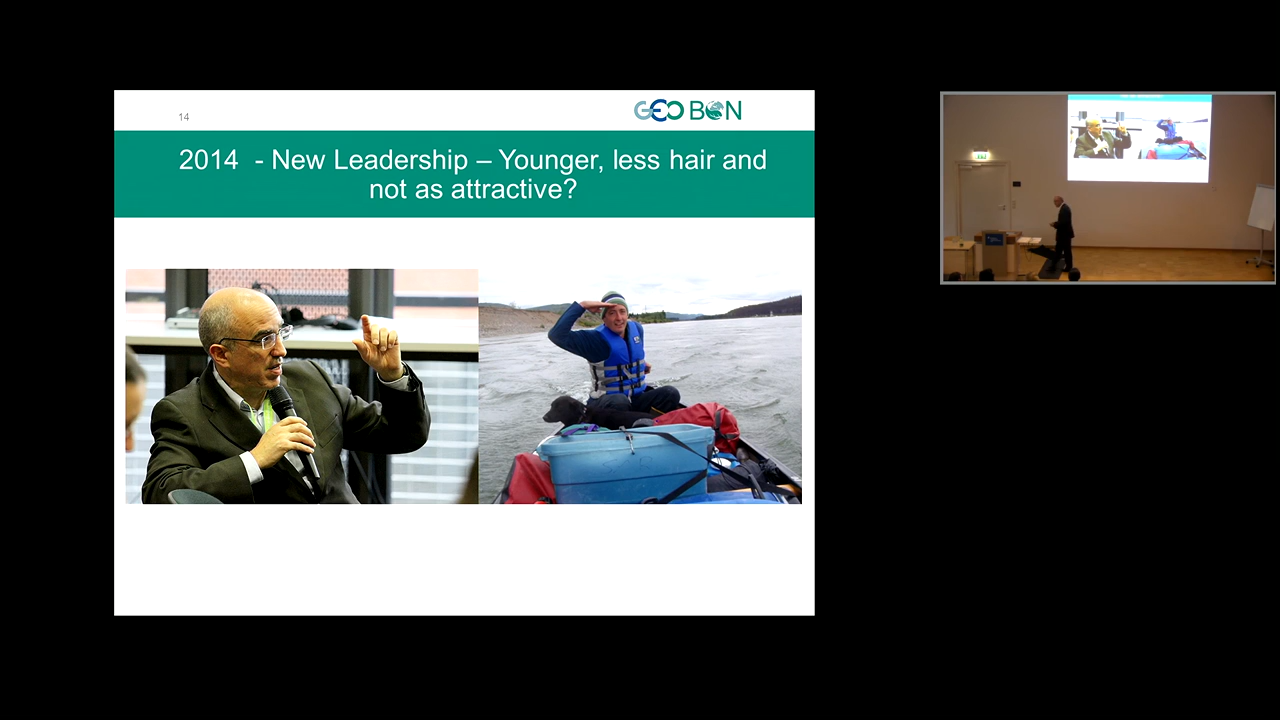 14
GEO BON
2014 - New Leadership – Younger, less hair and
not as attractive?